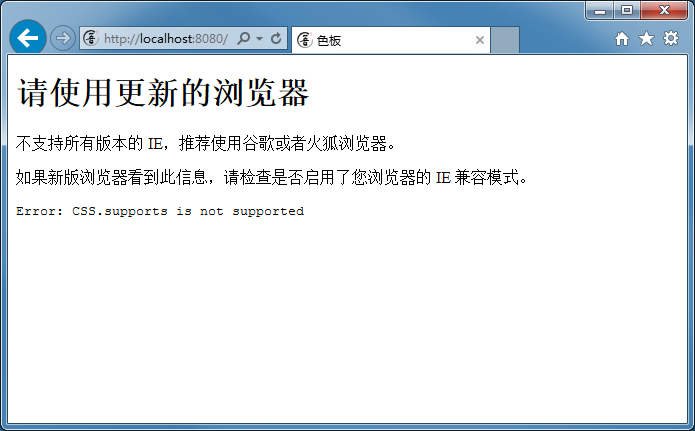 http://localhost:8080/
色板
请使用更新的浏览器
不支持所有版本的 IE，推荐使用谷歌或者火狐浏览器。
如果新版浏览器看到此信息，请检查是否启用了您浏览器的 IE 兼容模式。
Error: CSS.supports is not supported